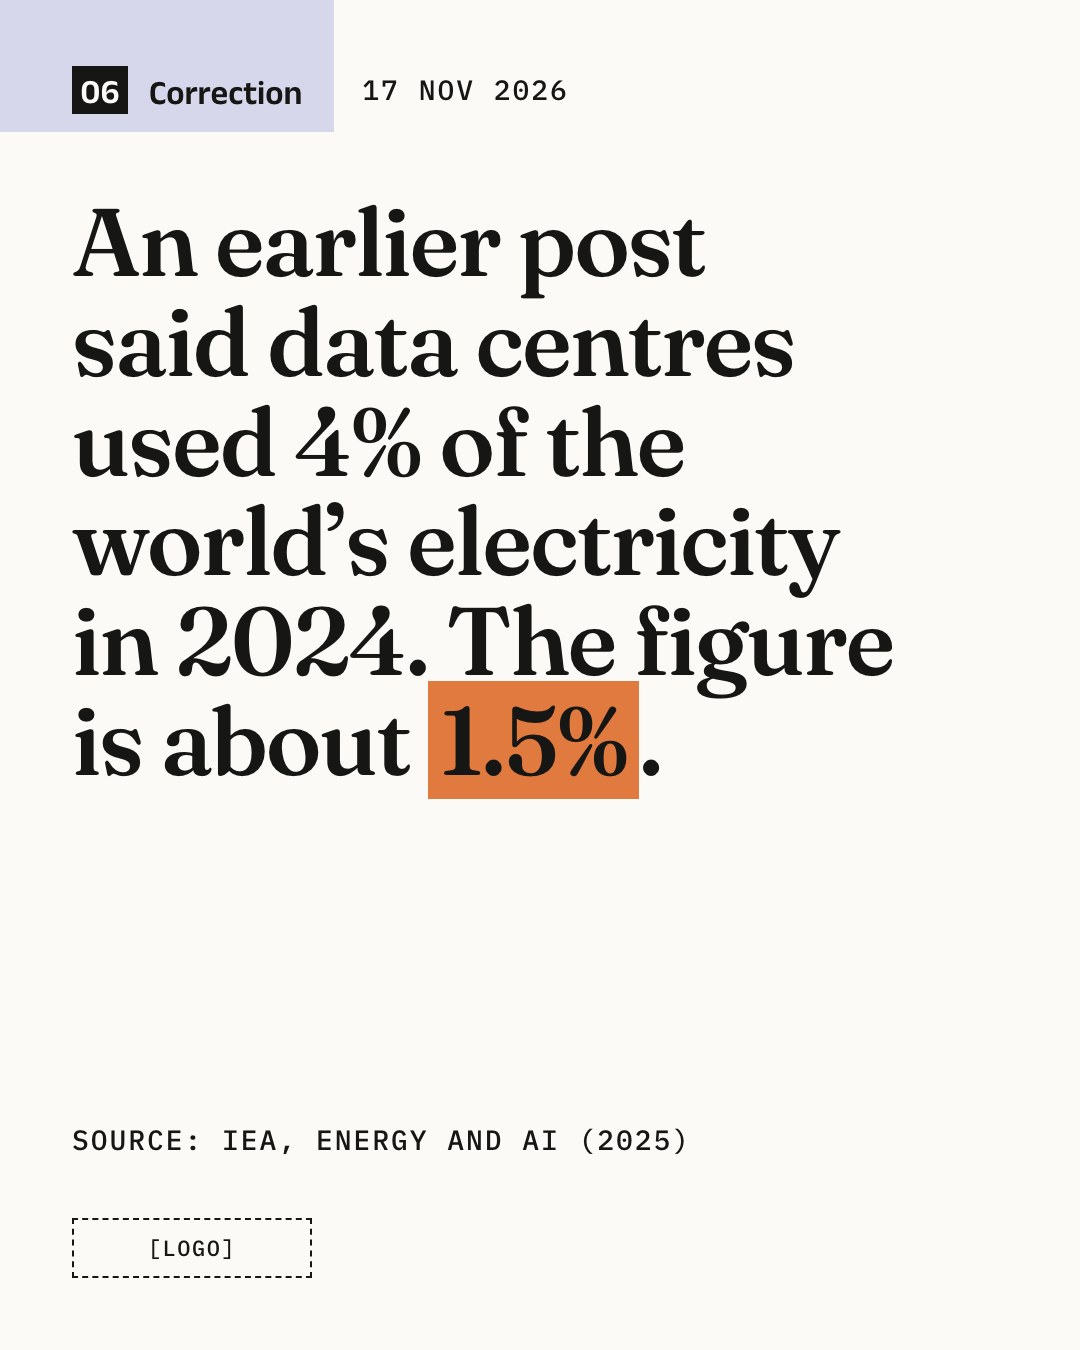 06 Correction 17 NOV 2026
An earlier post
said data centres
used 4% of the
world’s electricity
in 2024. The figure
is about 1.5%.
SOURCE: IEA, ENERGY AND AI (2025)
[LOGO]